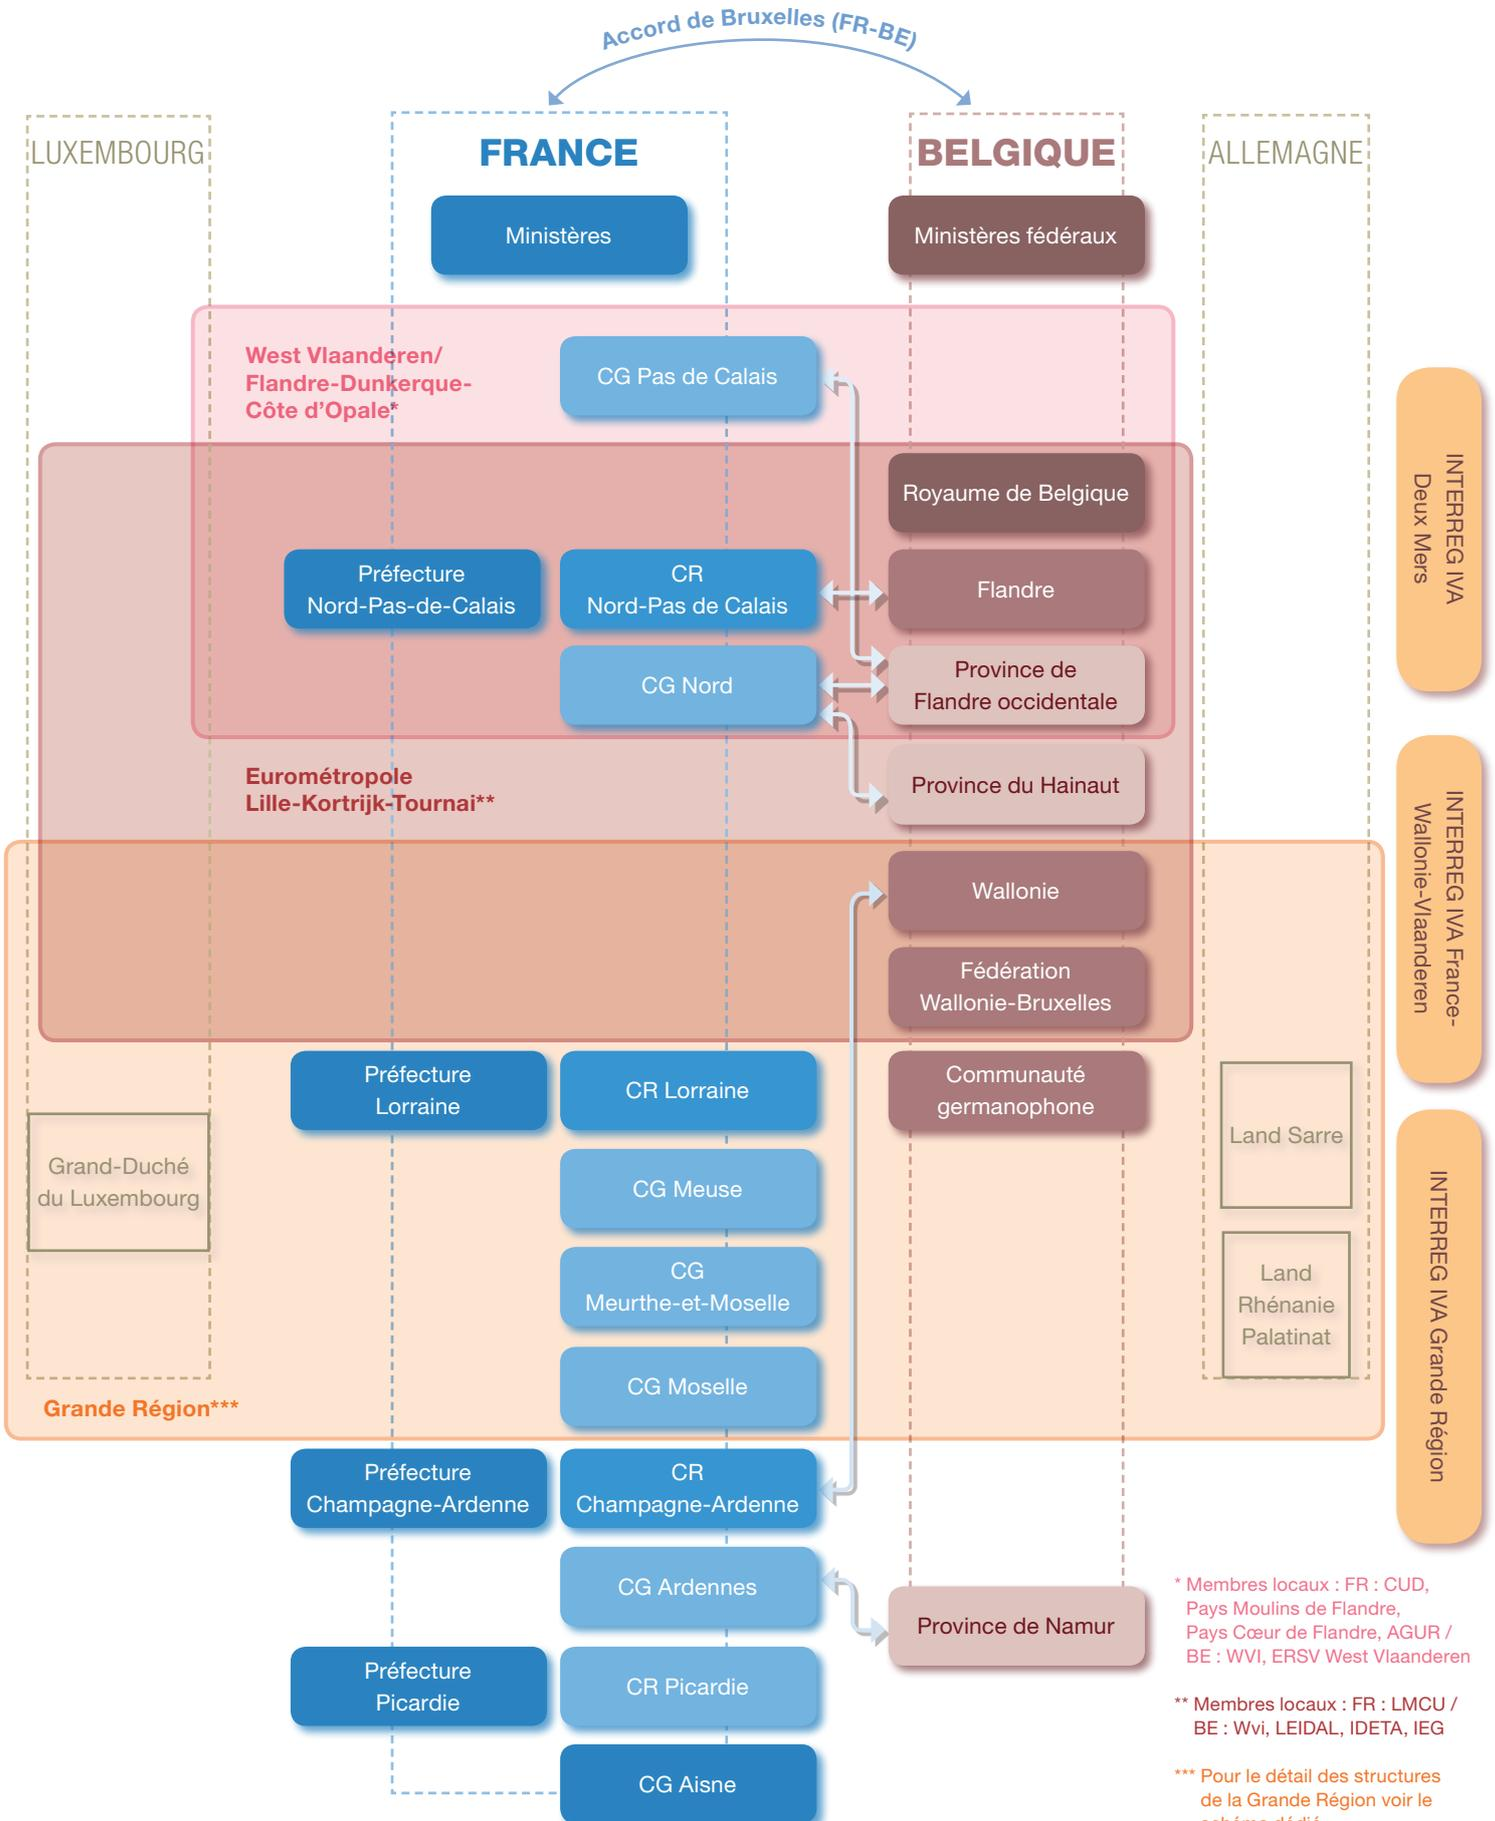 Accord de Bruxelles (FR-BE)
LUXEMBOURG
FRANCE
BELGIQUE
ALLEMAGNE
Ministères
Ministères fédéraux
West Vlaanderen/
Flandre-Dunkerque-
Côte d’Opale*
CG Pas de Calais
Royaume de Belgique
Préfecture
Nord-Pas-de-Calais
CR
Nord-Pas de Calais
Flandre
CG Nord
Province de
Flandre occidentale
Eurométropole
Lille-Kortrijk-Tournai**
Province du Hainaut
Wallonie
Fédération
Wallonie-Bruxelles
Préfecture
Lorraine
CR Lorraine
Communauté
germanophone
Grand-Duché
du Luxembourg
Land Sarre
CG Meuse
CG
Meurthe-et-Moselle
Land
Rhénanie
Palatinat
CG Moselle
Grande Région***
Préfecture
Champagne-Ardenne
CR
Champagne-Ardenne
CG Ardennes
Province de Namur
Préfecture
Picardie
CR Picardie
CG Aisne
INTERREG IVA
Deux Mers
INTERREG IVA France-
Wallonie-Vlaanderen
INTERREG IVA Grande Région
* Membres locaux : FR : CUD,
Pays Moulins de Flandre,
Pays Cœur de Flandre, AGUR /
BE : WVI, ERSV West Vlaanderen
** Membres locaux : FR : LMCU /
BE : Wvi, LEIDAL, IDETA, IEG
*** Pour le détail des structures
de la Grande Région voir le